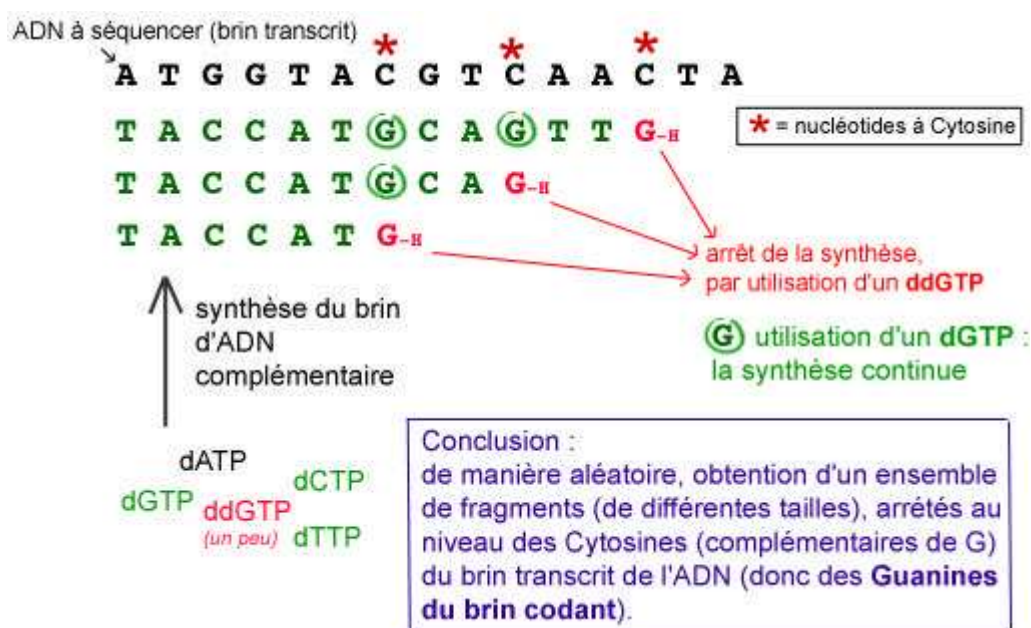 ADN à séquencer (brin transcrit)
* * *
A T G G T A C G T C A A C T A
T A C C A T G C A G T T G-H
* = nucléotides à Cytosine
T A C C A T G C A G-H
T A C C A T G-H
arrêt de la synthèse,
par utilisation d'un ddGTP
synthèse du brin
d'ADN
complémentaire
G utilisation d'un dGTP :
la synthèse continue
dATP
dCTP
dGTP
ddGTP
(un peu)
dTTP
Conclusion :
de manière aléatoire, obtention d'un ensemble
de fragments (de différentes tailles), arrétés au
niveau des Cytosines (complémentaires de G)
du brin transcrit de l'ADN (donc des Guanines
du brin codant).